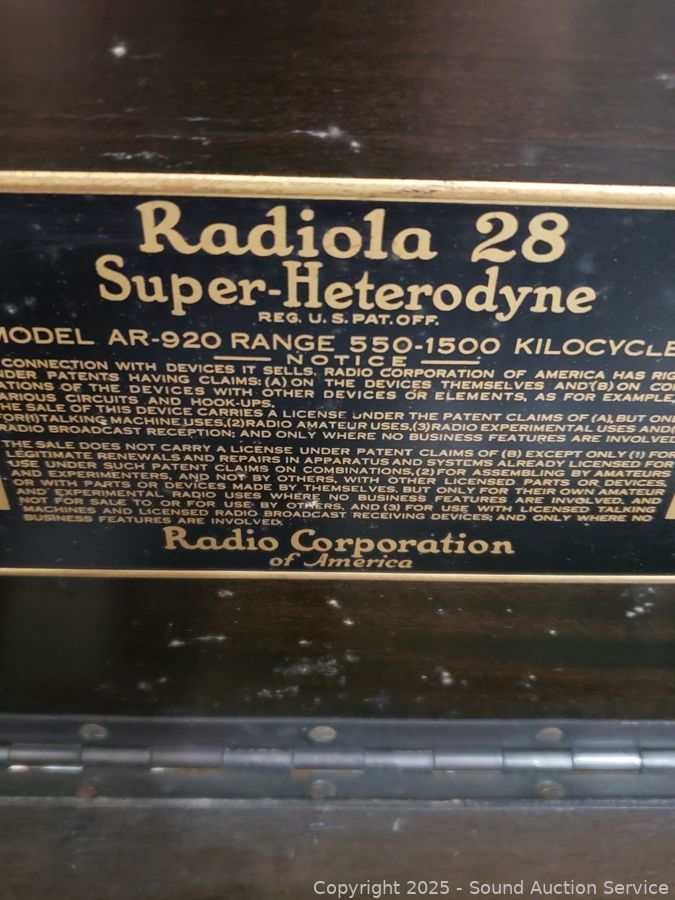 Radiola 28
Super-Heterodyne
REG. U.S. PAT. OFF.
MODEL AR-920 RANGE 550-1500 KILOCYCLE
NOTICE
CONNECTION WITH DEVICES IT SELLS, RADIO CORPORATION OF AMERICA HAS RIG
NDER PATENTS HAVING CLAIMS: (A) ON THE DEVICES THEMSELVES AND (B) ON CO
ATIONS OF THE DEVICES WITH OTHER DEVICES OR ELEMENTS, AS FOR EXAMPLE,
ARIOUS CIRCUITS AND HOOK-UPS.
HE SALE OF THIS DEVICE CARRIES A LICENSE UNDER THE PATENT CLAIMS OF (A), BUT ON
TALKING MACHINE USES, (2) RADIO AMATEUR USES, (3) RADIO EXPERIMENTAL USES AND
RADIO BROADCAST RECEPTION; AND ONLY WHERE NO BUSINESS FEATURES ARE INVOLVED
THE SALE DOES NOT CARRY A LICENSE UNDER PATENT CLAIMS OF (B) EXCEPT ONLY (1) FOR
LEGITIMATE RENEWALS AND REPAIRS IN APPARATUS AND SYSTEMS ALREADY LICENSED FOR
USE UNDER SUCH PATENT CLAIMS ON COMBINATIONS, (2) FOR ASSEMBLING BY AMATEURS
AND EXPERIMENTERS, AND NOT BY OTHERS, WITH OTHER LICENSED PARTS OR DEVICES
OR WITH PARTS OR DEVICES MADE BY THEMSELVES, BUT ONLY FOR THEIR OWN AMATEUR
AND EXPERIMENTAL RADIO USES WHERE NO BUSINESS FEATURES ARE INVOLVED, AND
NOT FOR SALE TO OR FOR USE BY OTHERS, AND (3) FOR USE WITH LICENSED TALKING
MACHINES AND LICENSED RADIO BROADCAST RECEIVING DEVICES; AND ONLY WHERE NO
BUSINESS FEATURES ARE INVOLVED.
Radio Corporation
of America
Copyright 2025 - Sound Auction Service